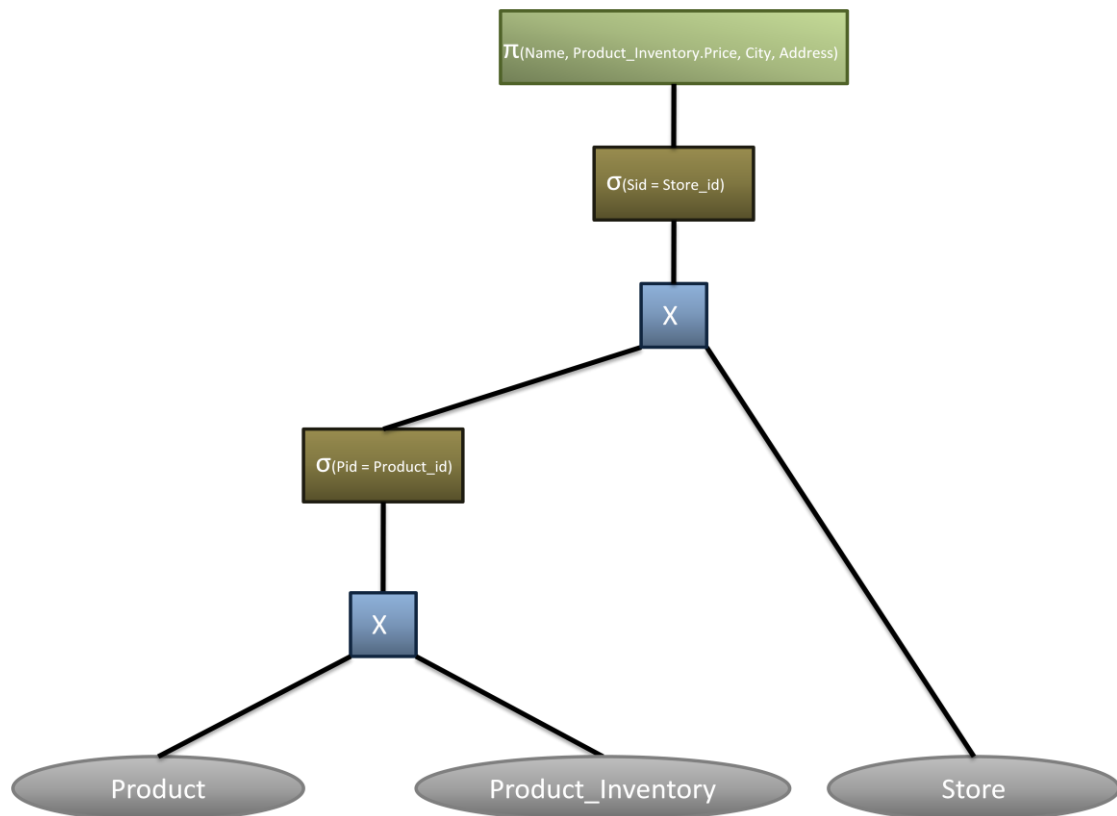 π(Name, Product_Inventory.Price, City, Address)
σ(Sid = Store_id)
X
σ(Pid = Product_id)
X
Product
Product_Inventory
Store